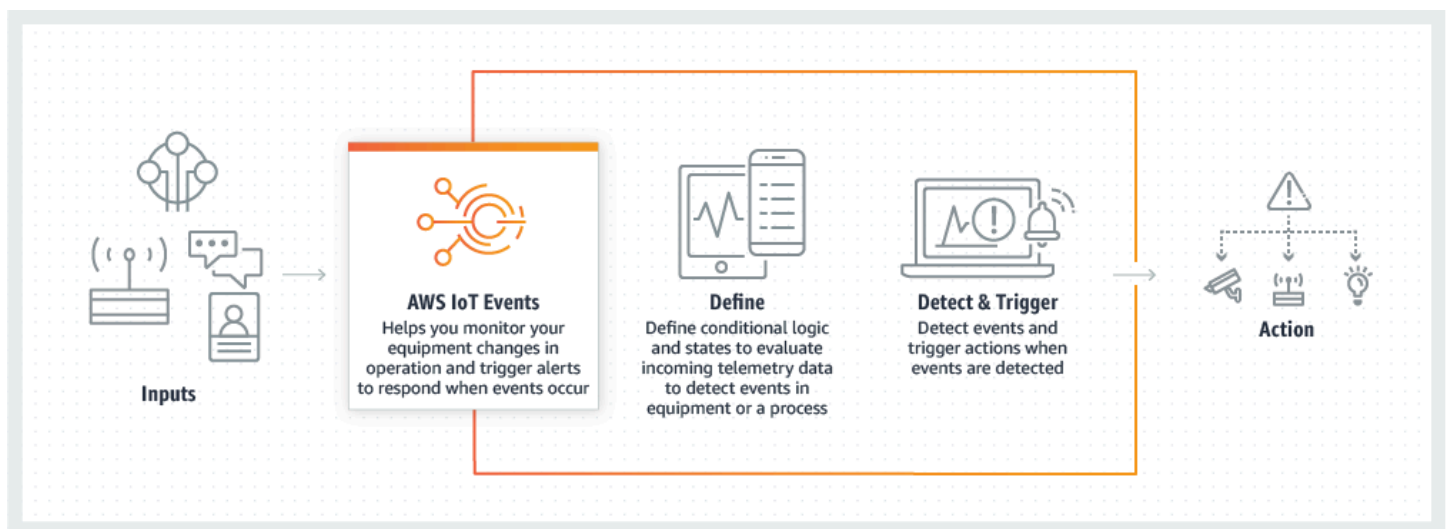 Inputs
AWS IoT Events
Helps you monitor your
equipment changes in
operation and trigger alerts
to respond when events occur
Define
Define conditional logic
and states to evaluate
incoming telemetry data
to detect events in
equipment or a process
Detect & Trigger
Detect events and
trigger actions when
events are detected
Action